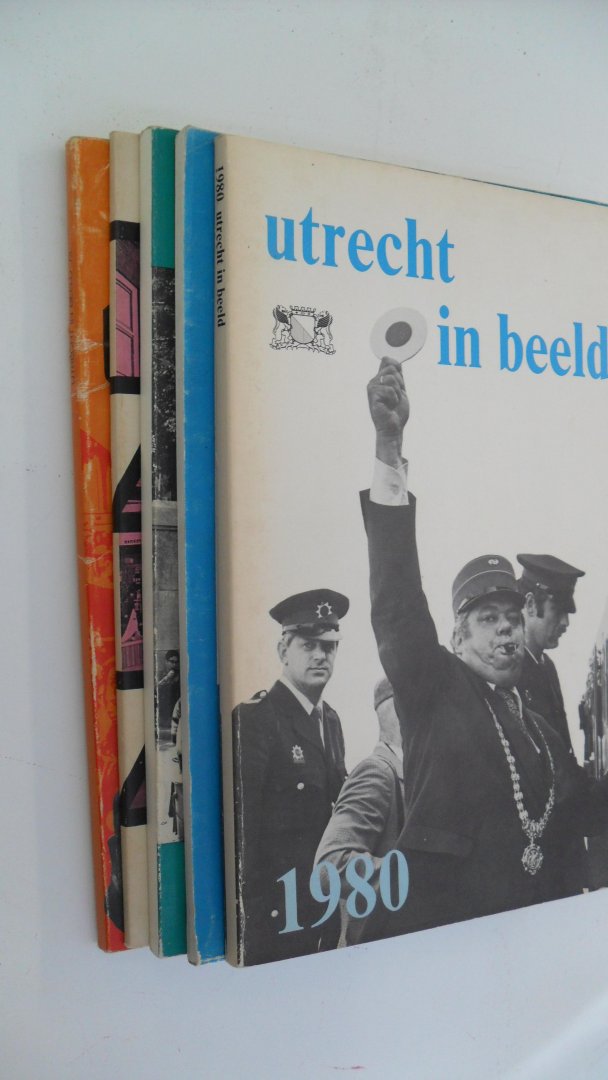 1980 utrecht in beeld
utrecht
in beeld
1980